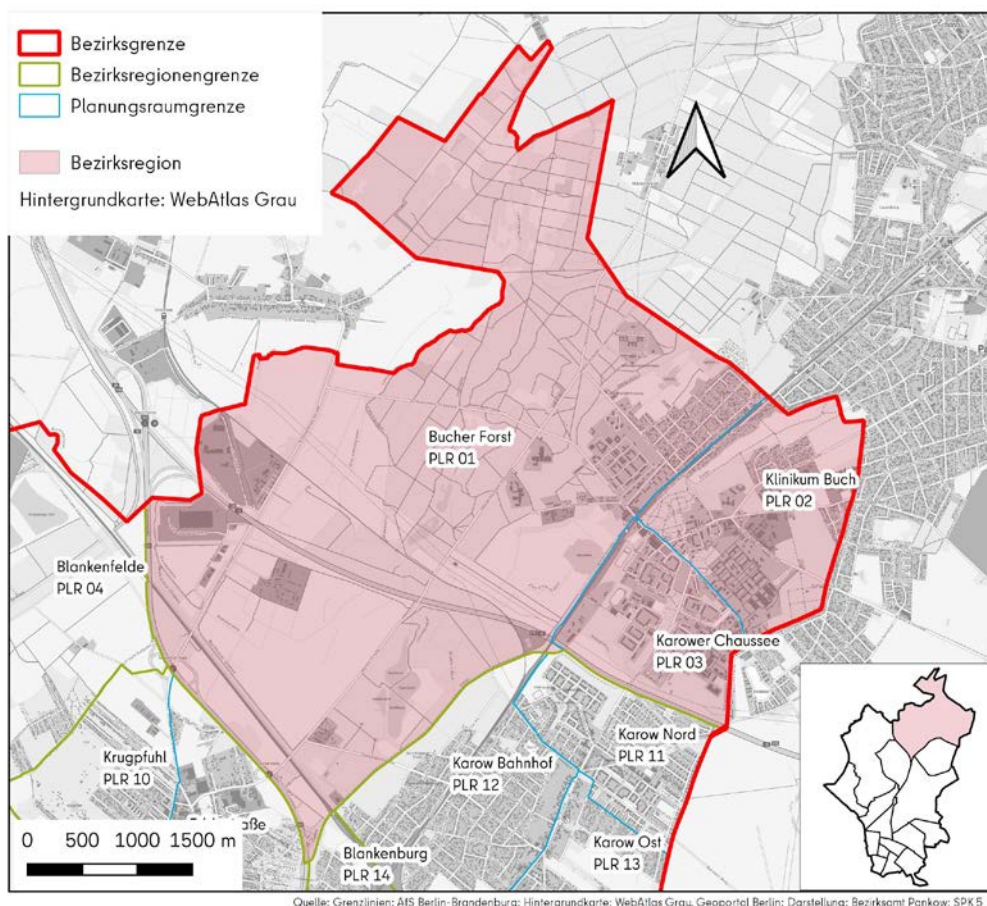 Bezirksgrenze
Bezirksregionengrenze
Planungsraumgrenze
Bezirksregion
Hintergrundkarte: WebAtlas Grau
Bucher Forst
PLR 01
Klinikum Buch
PLR 02
Blankenfelde
PLR 04
Karower Chaussee
PLR 03
Krugpfuhl
PLR 10
Karow Bahnhof
PLR 12
Karow Nord
PLR 11
Karow Ost
PLR 13
Blankenburg
PLR 14
0 500 1000 1500 m
Quelle: Grenzlinien: AfS Berlin-Brandenburg; Hintergrundkarte: WebAtlas Grau, Geoportal Berlin; Darstellung: Bezirksamt Pankow; SPK 5